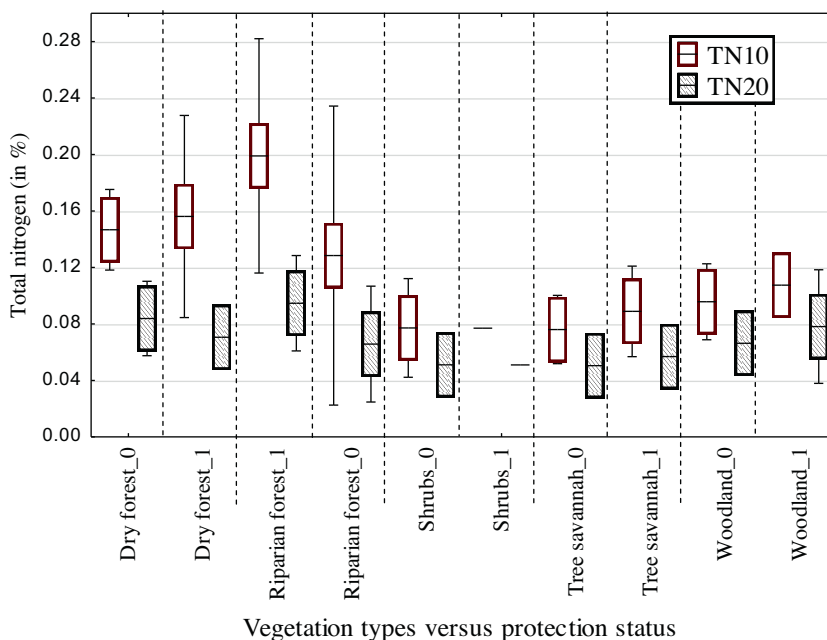 0.28
0.24
0.20
0.16
0.12
0.08
0.04
0.00
Total nitrogen (in %)
TN10
TN20
Dry forest_0
Dry forest_1
Riparian forest_1
Riparian forest_0
Shrubs_0
Shrubs_1
Tree savannah_0
Tree savannah_1
Woodland_0
Woodland_1
Vegetation types versus protection status